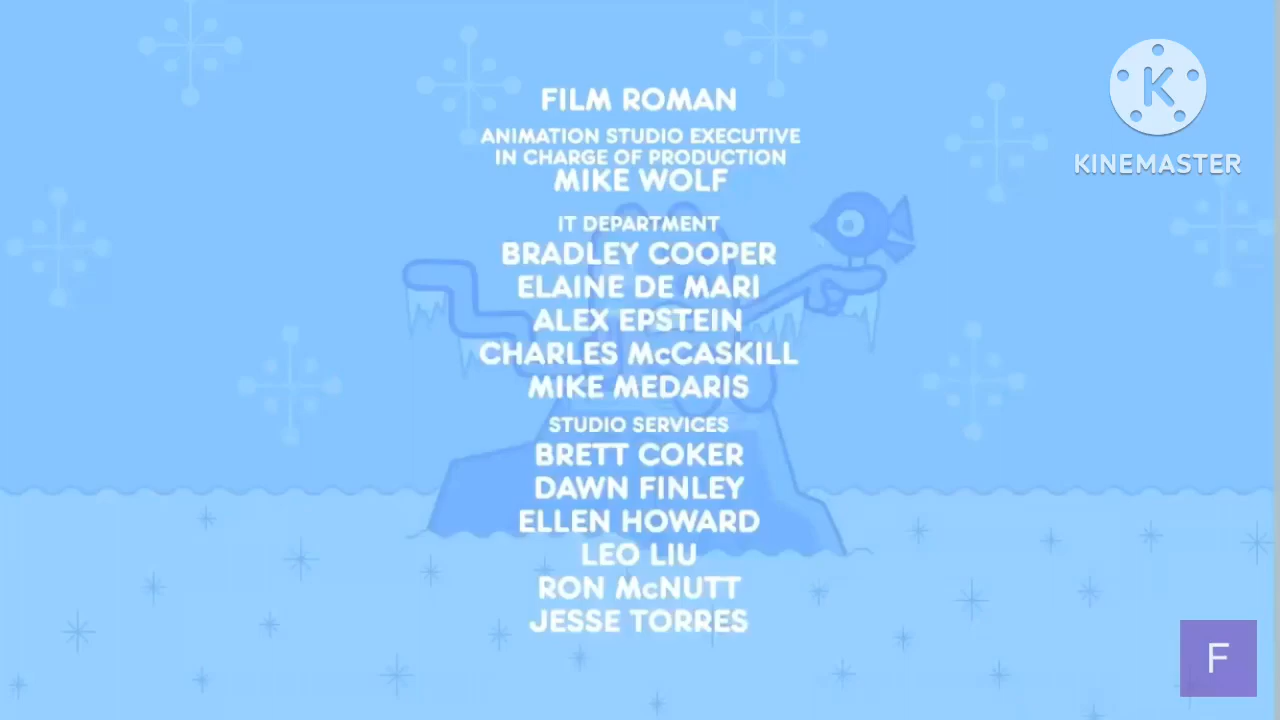 FILM ROMAN
ANIMATION STUDIO EXECUTIVE
IN CHARGE OF PRODUCTION
MIKE WOLF
IT DEPARTMENT
BRADLEY COOPER
ELAINE DE MARI
ALEX EPSTEIN
CHARLES McCASKILL
MIKE MEDARIS
STUDIO SERVICES
BRETT COKER
DAWN FINLEY
ELLEN HOWARD
LEO LIU
RON McNUTT
JESSE TORRES
K
KINEMASTER
F